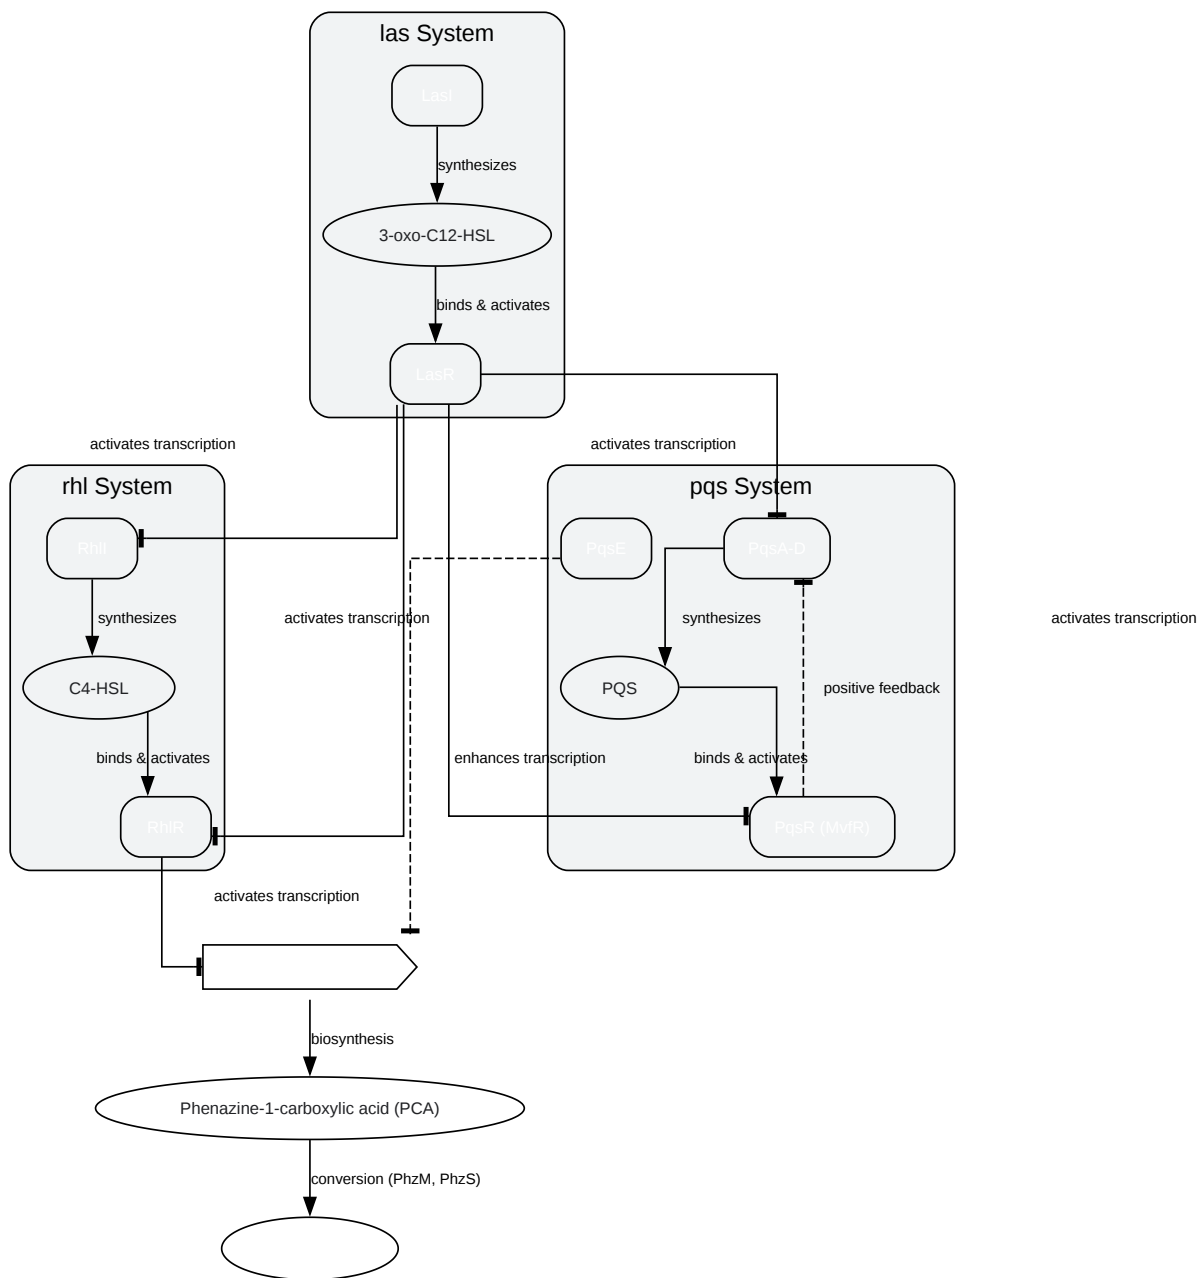 las System
LasI
synthesizes
3-oxo-C12-HSL
binds & activates
LasR
activates transcription
activates transcription
rhl System
pqs System
RhlI
PqsE
PqsA-D
synthesizes
activates transcription
synthesizes
activates transcription
C4-HSL
PQS
positive feedback
binds & activates
enhances transcription
binds & activates
RhlR
PqsR (MvfR)
activates transcription
biosynthesis
Phenazine-1-carboxylic acid (PCA)
conversion (PhzM, PhzS)